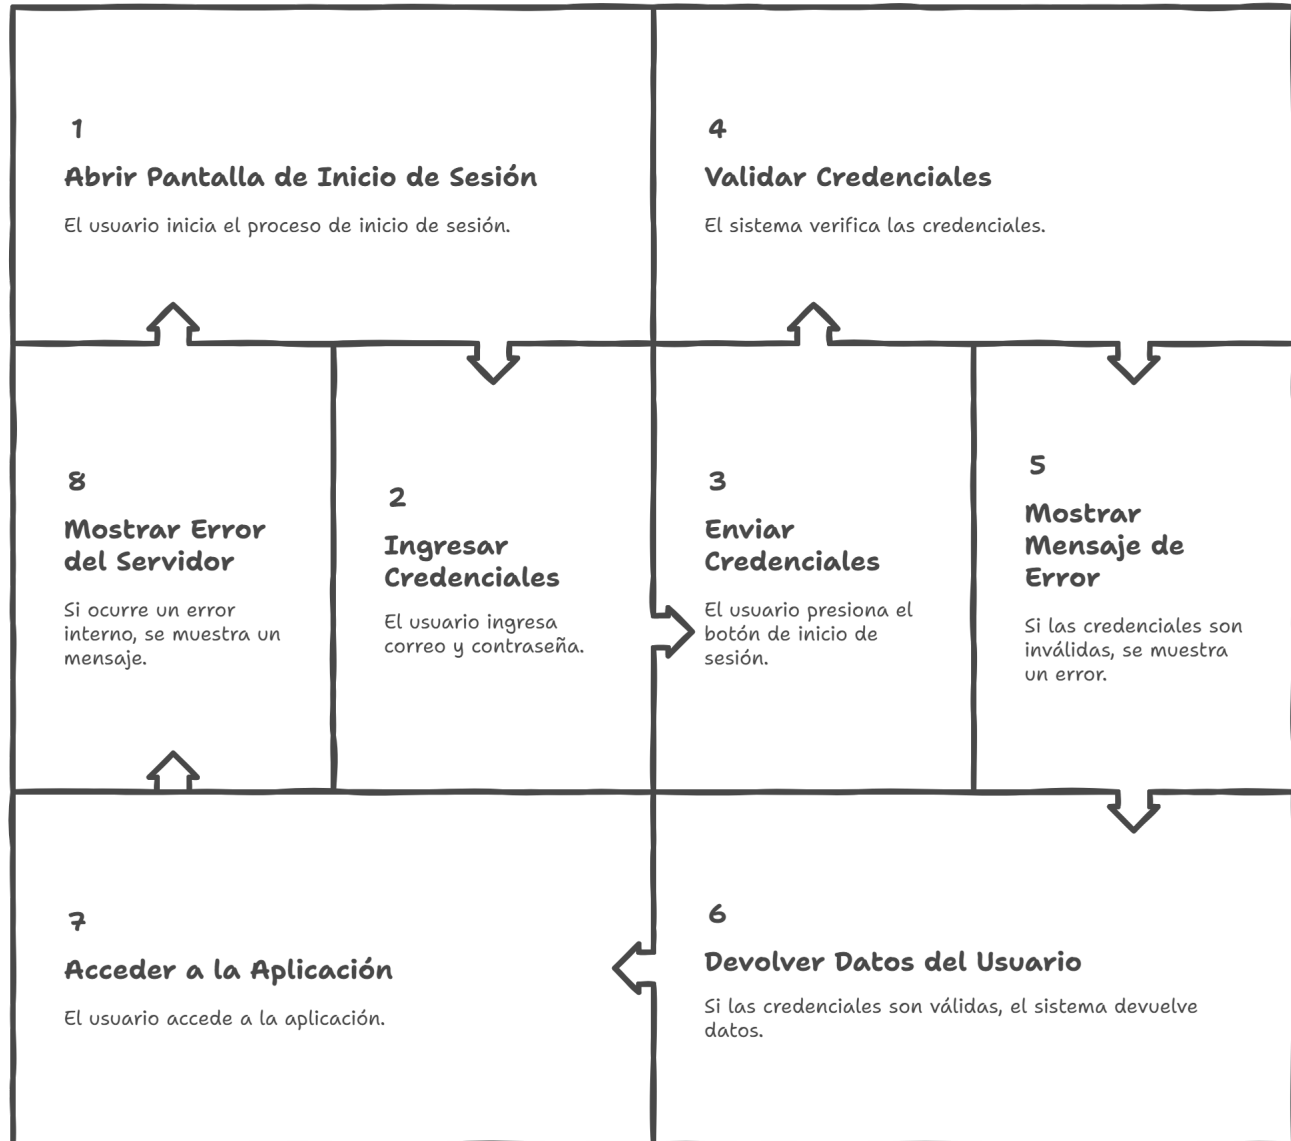 1
Abrir Pantalla de Inicio de Sesión
El usuario inicia el proceso de inicio de sesión.
2
Ingresar
Credenciales
El usuario ingresa
correo y contraseña.
3
Enviar
Credenciales
El usuario presiona el
botón de inicio de
sesión.
4
Validar Credenciales
El sistema verifica las credenciales.
5
Mostrar
Mensaje de
Error
Si las credenciales son
inválidas, se muestra
un error.
6
Devolver Datos del Usuario
Si las credenciales son válidas, el sistema devuelve
datos.
7
Acceder a la Aplicación
El usuario accede a la aplicación.
8
Mostrar Error
del Servidor
Si ocurre un error
interno, se muestra un
mensaje.